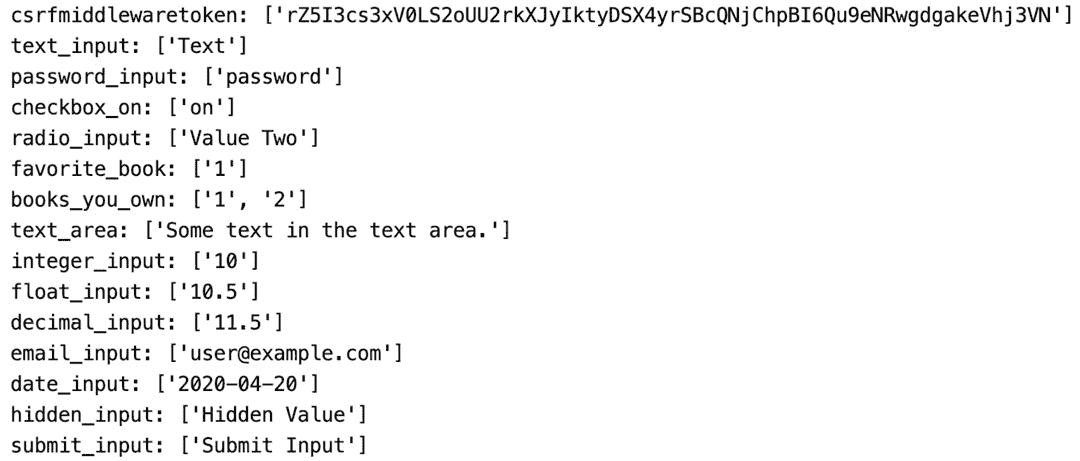 csrfmiddlewaretoken: ['rZ5I3cs3xV0LS2oUU2rkXJyIktyDSX4yrSBcQNjChpBI6Qu9eNRwgdgakeVhj3VN']
text_input: ['Text']
password_input: ['password']
checkbox_on: ['on']
radio_input: ['Value Two']
favorite_book: ['1']
books_you_own: ['1', '2']
text_area: ['Some text in the text area.']
integer_input: ['10']
float_input: ['10.5']
decimal_input: ['11.5']
email_input: ['user@example.com']
date_input: ['2020-04-20']
hidden_input: ['Hidden Value']
submit_input: ['Submit Input']